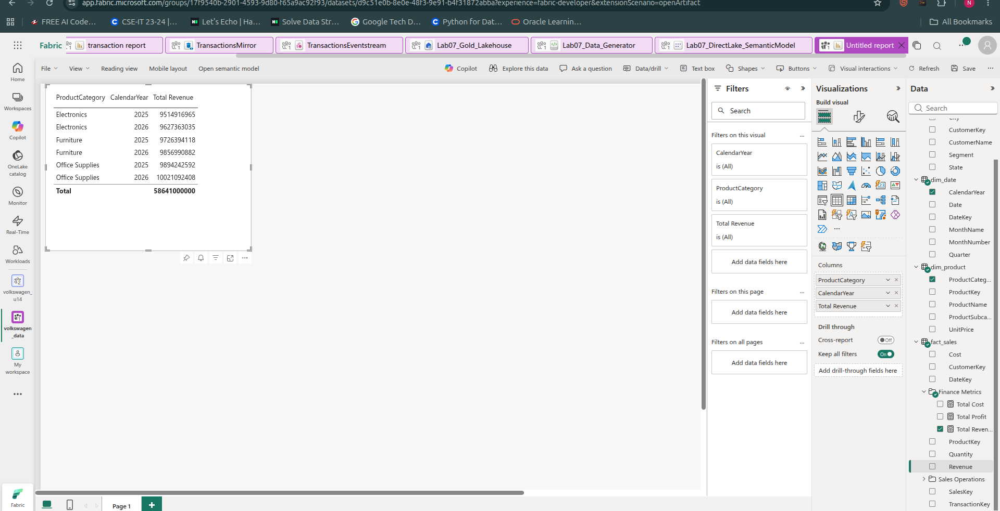 app.fabric.microsoft.com/groups/17f9540b-2901-4593-9d80-f65a9ac92f93/datasets/d9c51e0b-8e0e-48f3-9e91-b4f31872abba?experience=fabric-developer&extensionScenario=openArtifact
N
FREE AI Code...
CSE-IT 23-24 |...
Let's Echo | Ha...
Solve Data Str...
Google Tech D...
Python for Dat...
Oracle Learnin...
All Bookmarks
Fabric
transaction report
TransactionsMirror
TransactionsEventstream
Lab07_Gold_Lakehouse
Lab07_Data_Generator
Lab07_DirectLake_SemanticModel
Untitled report
File
View
Reading view
Mobile layout
Open semantic model
Copilot
Explore this data
Ask a question
Data/drill
Text box
Shapes
Buttons
Visual interactions
Refresh
Save
Home
Workspaces
Copilot
OneLake
catalog
Monitor
Real-Time
Workloads
volkswagen_
u14
volkswagen
_data
My
workspace
Fabric
ProductCategory CalendarYear Total Revenue
Electronics 2025 9514916965
Electronics 2026 9627363035
Furniture 2025 9726394118
Furniture 2026 9856990882
Office Supplies 2025 9894242592
Office Supplies 2026 10021092408
Total 58641000000
Page 1
Filters
Search
Filters on this visual
CalendarYear
is (All)
ProductCategory
is (All)
Total Revenue
is (All)
Add data fields here
Filters on this page
Add data fields here
Filters on all pages
Add data fields here
Visualizations
Build visual
Columns
ProductCategory
CalendarYear
Total Revenue
Drill through
Cross-report
Off
Keep all filters
On
Add drill-through fields here
Data
Search
City
CustomerKey
CustomerName
Segment
State
dim_date
CalendarYear
Date
DateKey
MonthName
MonthNumber
Quarter
dim_product
ProductCateg...
ProductKey
ProductName
ProductSubca...
UnitPrice
fact_sales
Cost
CustomerKey
DateKey
Finance Metrics
Total Cost
Total Profit
Total Reven...
ProductKey
Quantity
Revenue
Sales Operations
SalesKey
TransactionKey